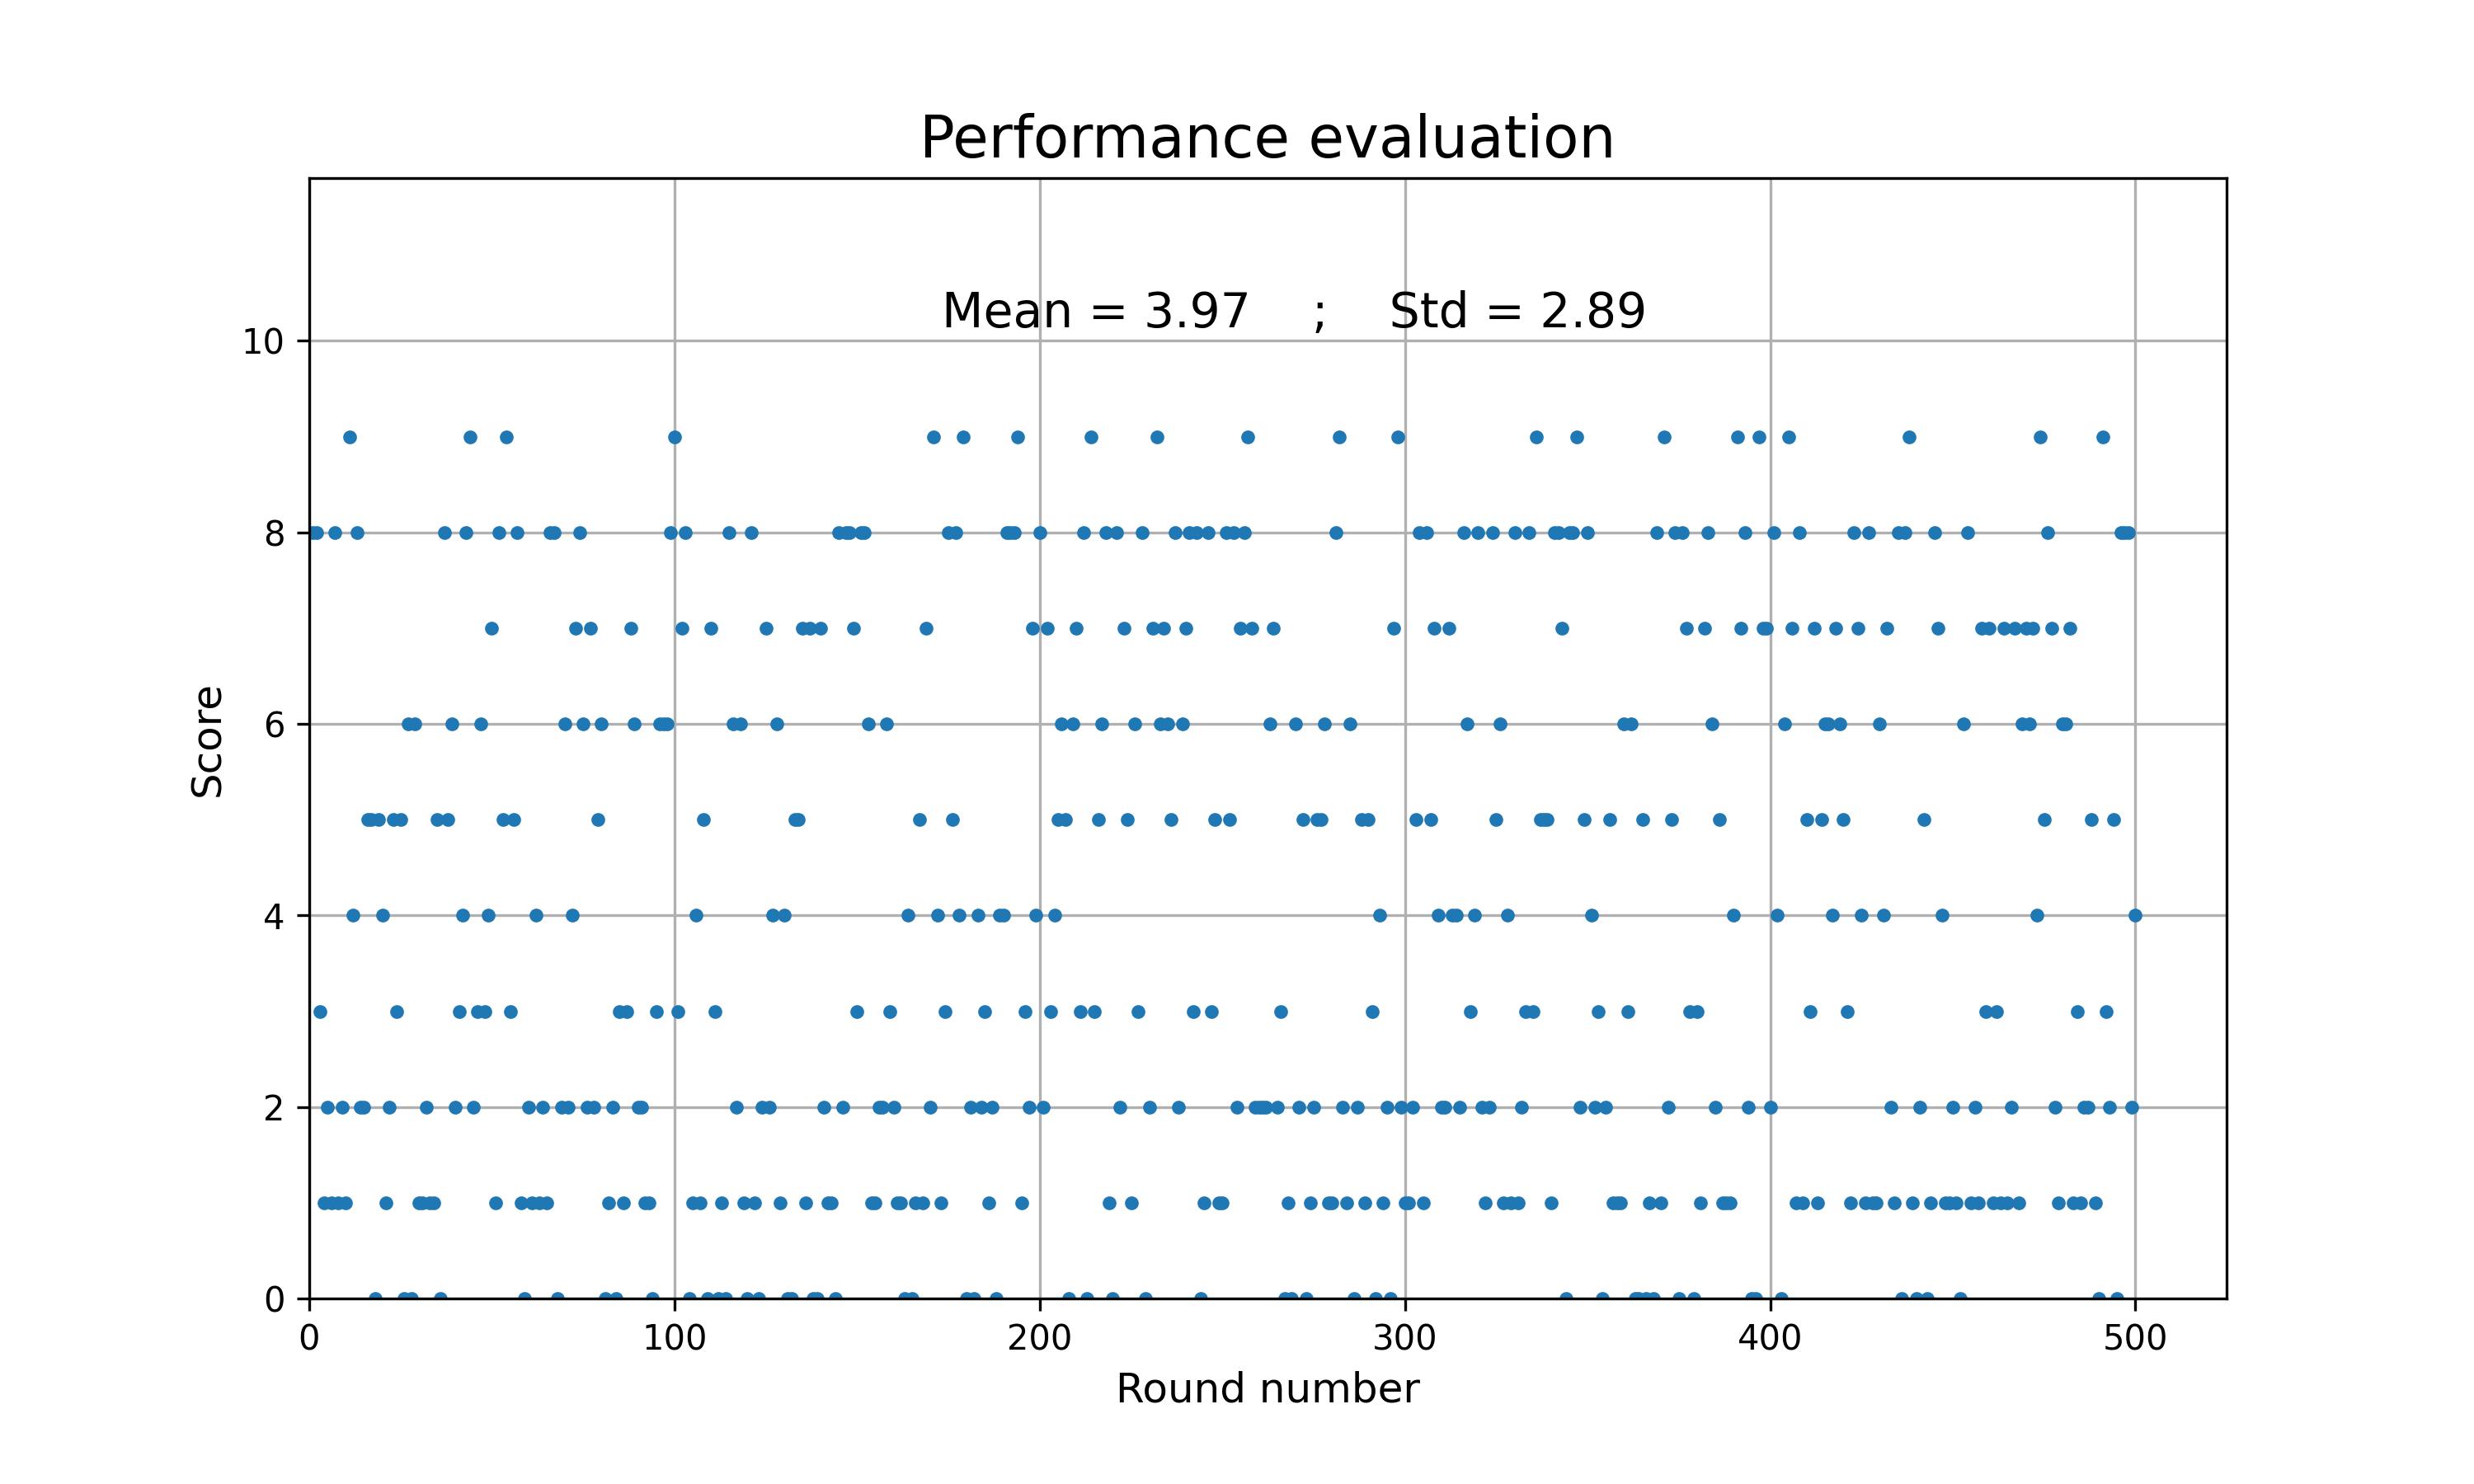 Performance evaluation
Mean = 3.97 ; Std = 2.89
10
8
6
4
2
0
Score
0 100 200 300 400 500
Round number